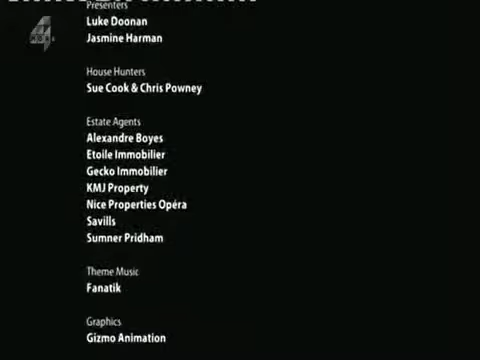 Presenters
Luke Doonan
Jasmine Harman
House Hunters
Sue Cook & Chris Powney
Estate Agents
Alexandre Boyes
Etoile Immobilier
Gecko Immobilier
KMJ Property
Nice Properties Opéra
Savills
Sumner Pridham
Theme Music
Fanatik
Graphics
Gizmo Animation